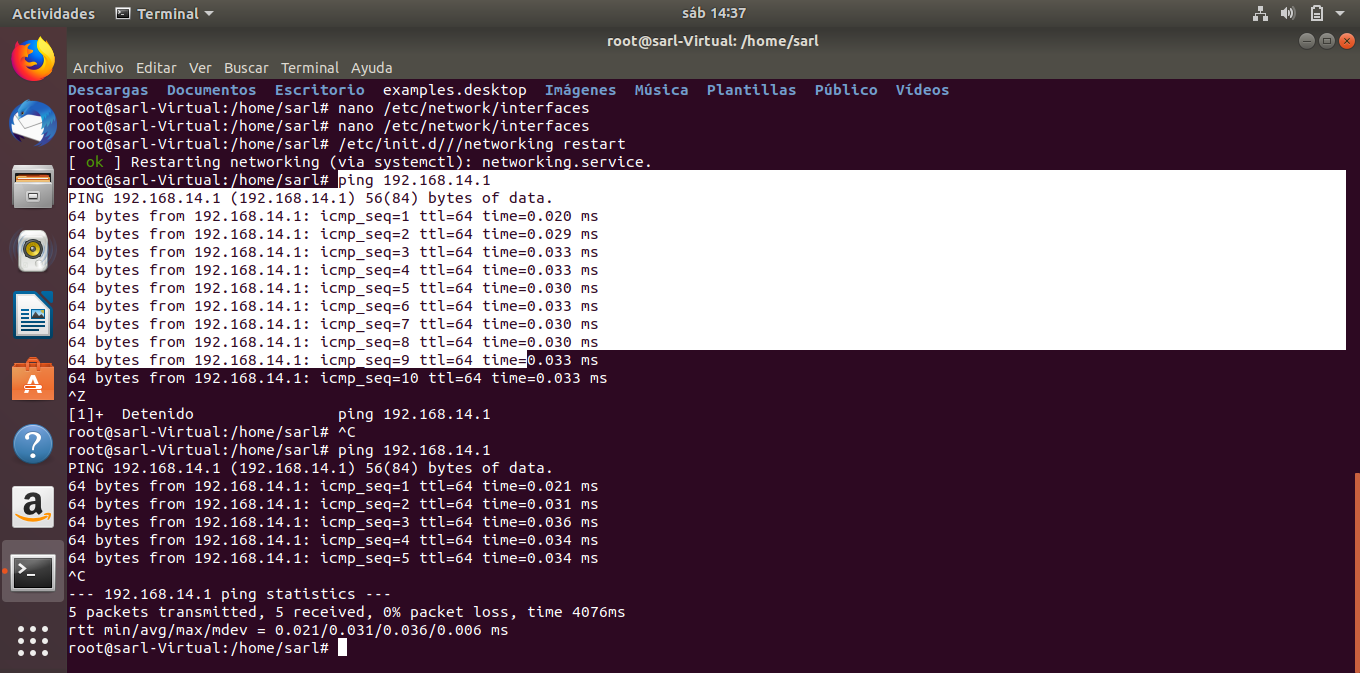 Actividades Terminal sáb 14:37
root@sarl-Virtual: /home/sarl
Archivo Editar Ver Buscar Terminal Ayuda
Descargas Documentos Escritorio examples.desktop Imágenes Música Plantillas Público Vídeos
root@sarl-Virtual:/home/sarl# nano /etc/network/interfaces
root@sarl-Virtual:/home/sarl# nano /etc/network/interfaces
root@sarl-Virtual:/home/sarl# /etc/init.d///networking restart
[ ok ] Restarting networking (via systemctl): networking.service.
root@sarl-Virtual:/home/sarl# ping 192.168.14.1
PING 192.168.14.1 (192.168.14.1) 56(84) bytes of data.
64 bytes from 192.168.14.1: icmp_seq=1 ttl=64 time=0.020 ms
64 bytes from 192.168.14.1: icmp_seq=2 ttl=64 time=0.029 ms
64 bytes from 192.168.14.1: icmp_seq=3 ttl=64 time=0.033 ms
64 bytes from 192.168.14.1: icmp_seq=4 ttl=64 time=0.033 ms
64 bytes from 192.168.14.1: icmp_seq=5 ttl=64 time=0.030 ms
64 bytes from 192.168.14.1: icmp_seq=6 ttl=64 time=0.033 ms
64 bytes from 192.168.14.1: icmp_seq=7 ttl=64 time=0.030 ms
64 bytes from 192.168.14.1: icmp_seq=8 ttl=64 time=0.030 ms
64 bytes from 192.168.14.1: icmp_seq=9 ttl=64 time=0.033 ms
64 bytes from 192.168.14.1: icmp_seq=10 ttl=64 time=0.033 ms
^Z
[1]+  Detenido                ping 192.168.14.1
root@sarl-Virtual:/home/sarl# ^C
root@sarl-Virtual:/home/sarl# ping 192.168.14.1
PING 192.168.14.1 (192.168.14.1) 56(84) bytes of data.
64 bytes from 192.168.14.1: icmp_seq=1 ttl=64 time=0.021 ms
64 bytes from 192.168.14.1: icmp_seq=2 ttl=64 time=0.031 ms
64 bytes from 192.168.14.1: icmp_seq=3 ttl=64 time=0.036 ms
64 bytes from 192.168.14.1: icmp_seq=4 ttl=64 time=0.034 ms
64 bytes from 192.168.14.1: icmp_seq=5 ttl=64 time=0.034 ms
^C
--- 192.168.14.1 ping statistics ---
5 packets transmitted, 5 received, 0% packet loss, time 4076ms
rtt min/avg/max/mdev = 0.021/0.031/0.036/0.006 ms
root@sarl-Virtual:/home/sarl#